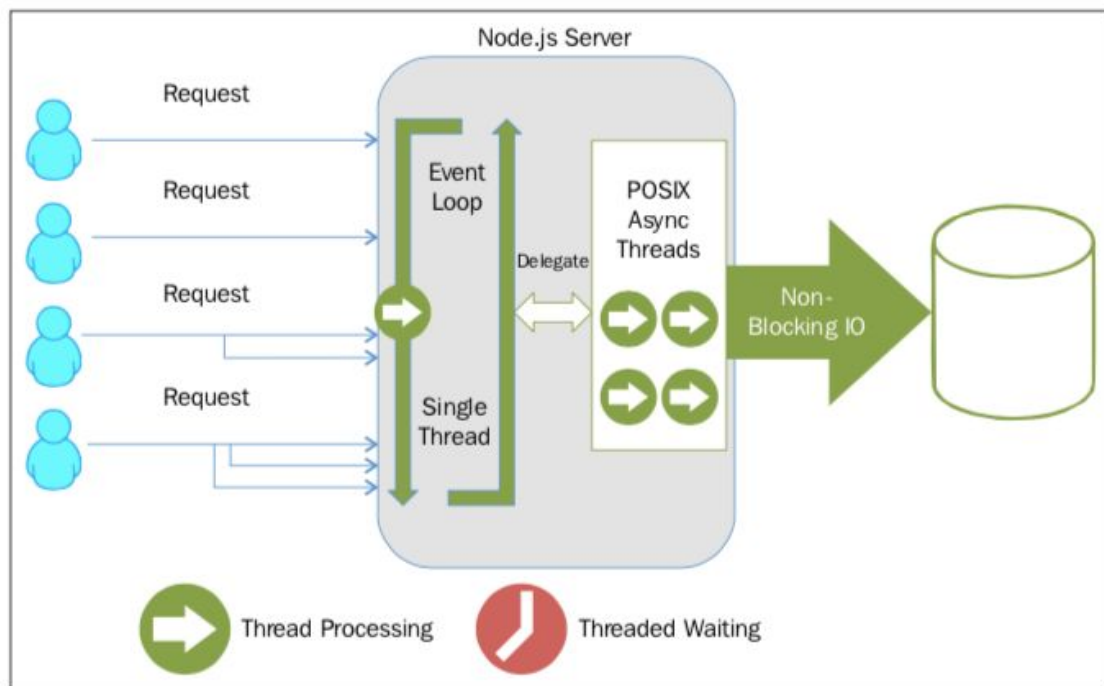 Node.js Server
Request
Request
Request
Request
Event
Loop
Single
Thread
Delegate
POSIX
Async
Threads
Non-
Blocking IO
Thread Processing
Threaded Waiting